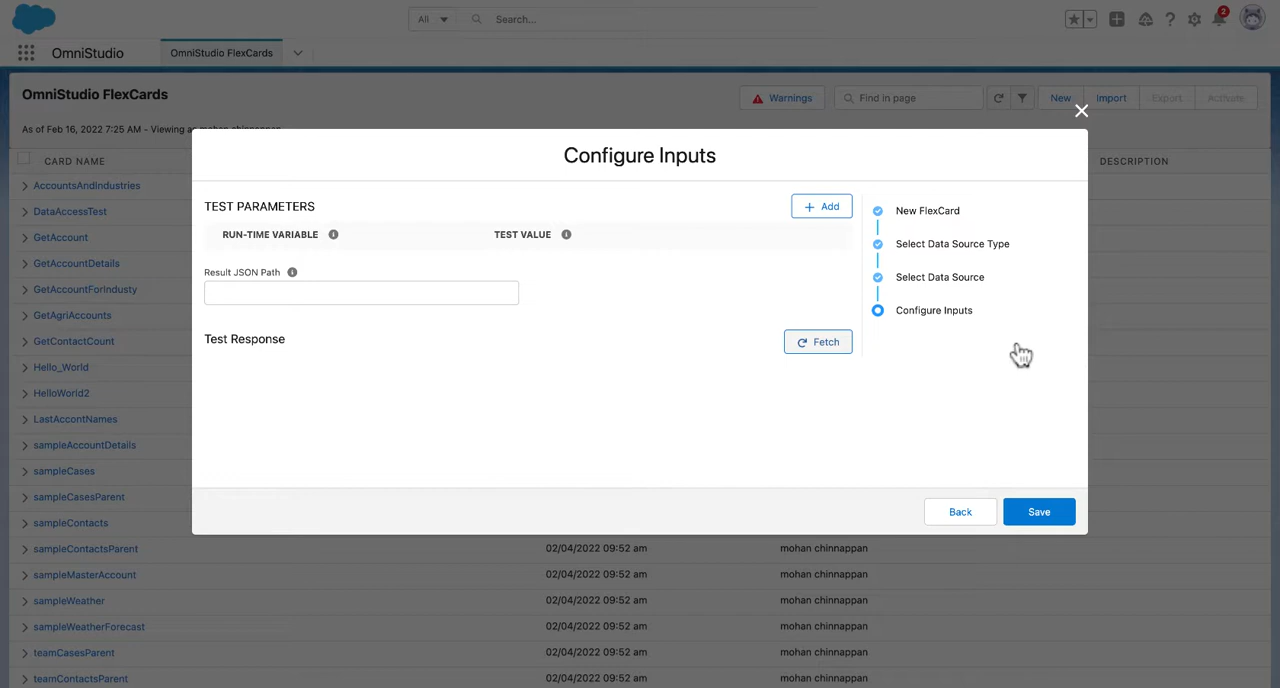 All
Search...
2
OmniStudio
OmniStudio FlexCards
OmniStudio FlexCards
Warnings
Find in page
New
Import
Export
Activate
As of Feb 16, 2022 7:25 AM - Viewing as mohan chinnappan
CARD NAME
DESCRIPTION
Configure Inputs
TEST PARAMETERS
+ Add
RUN-TIME VARIABLE
TEST VALUE
Result JSON Path
Test Response
Fetch
New FlexCard
Select Data Source Type
Select Data Source
Configure Inputs
Back
Save
AccountsAndIndustries
DataAccessTest
GetAccount
GetAccountDetails
GetAccountForIndusty
GetAgriAccounts
GetContactCount
Hello_World
HelloWorld2
LastAccontNames
sampleAccountDetails
sampleCases
sampleCasesParent
sampleContacts
sampleContactsParent 02/04/2022 09:52 am mohan chinnappan
sampleMasterAccount 02/04/2022 09:52 am mohan chinnappan
sampleWeather 02/04/2022 09:52 am mohan chinnappan
sampleWeatherForecast 02/04/2022 09:52 am mohan chinnappan
teamCasesParent 02/04/2022 09:52 am mohan chinnappan
teamContactsParent 02/04/2022 09:52 am mohan chinnappan